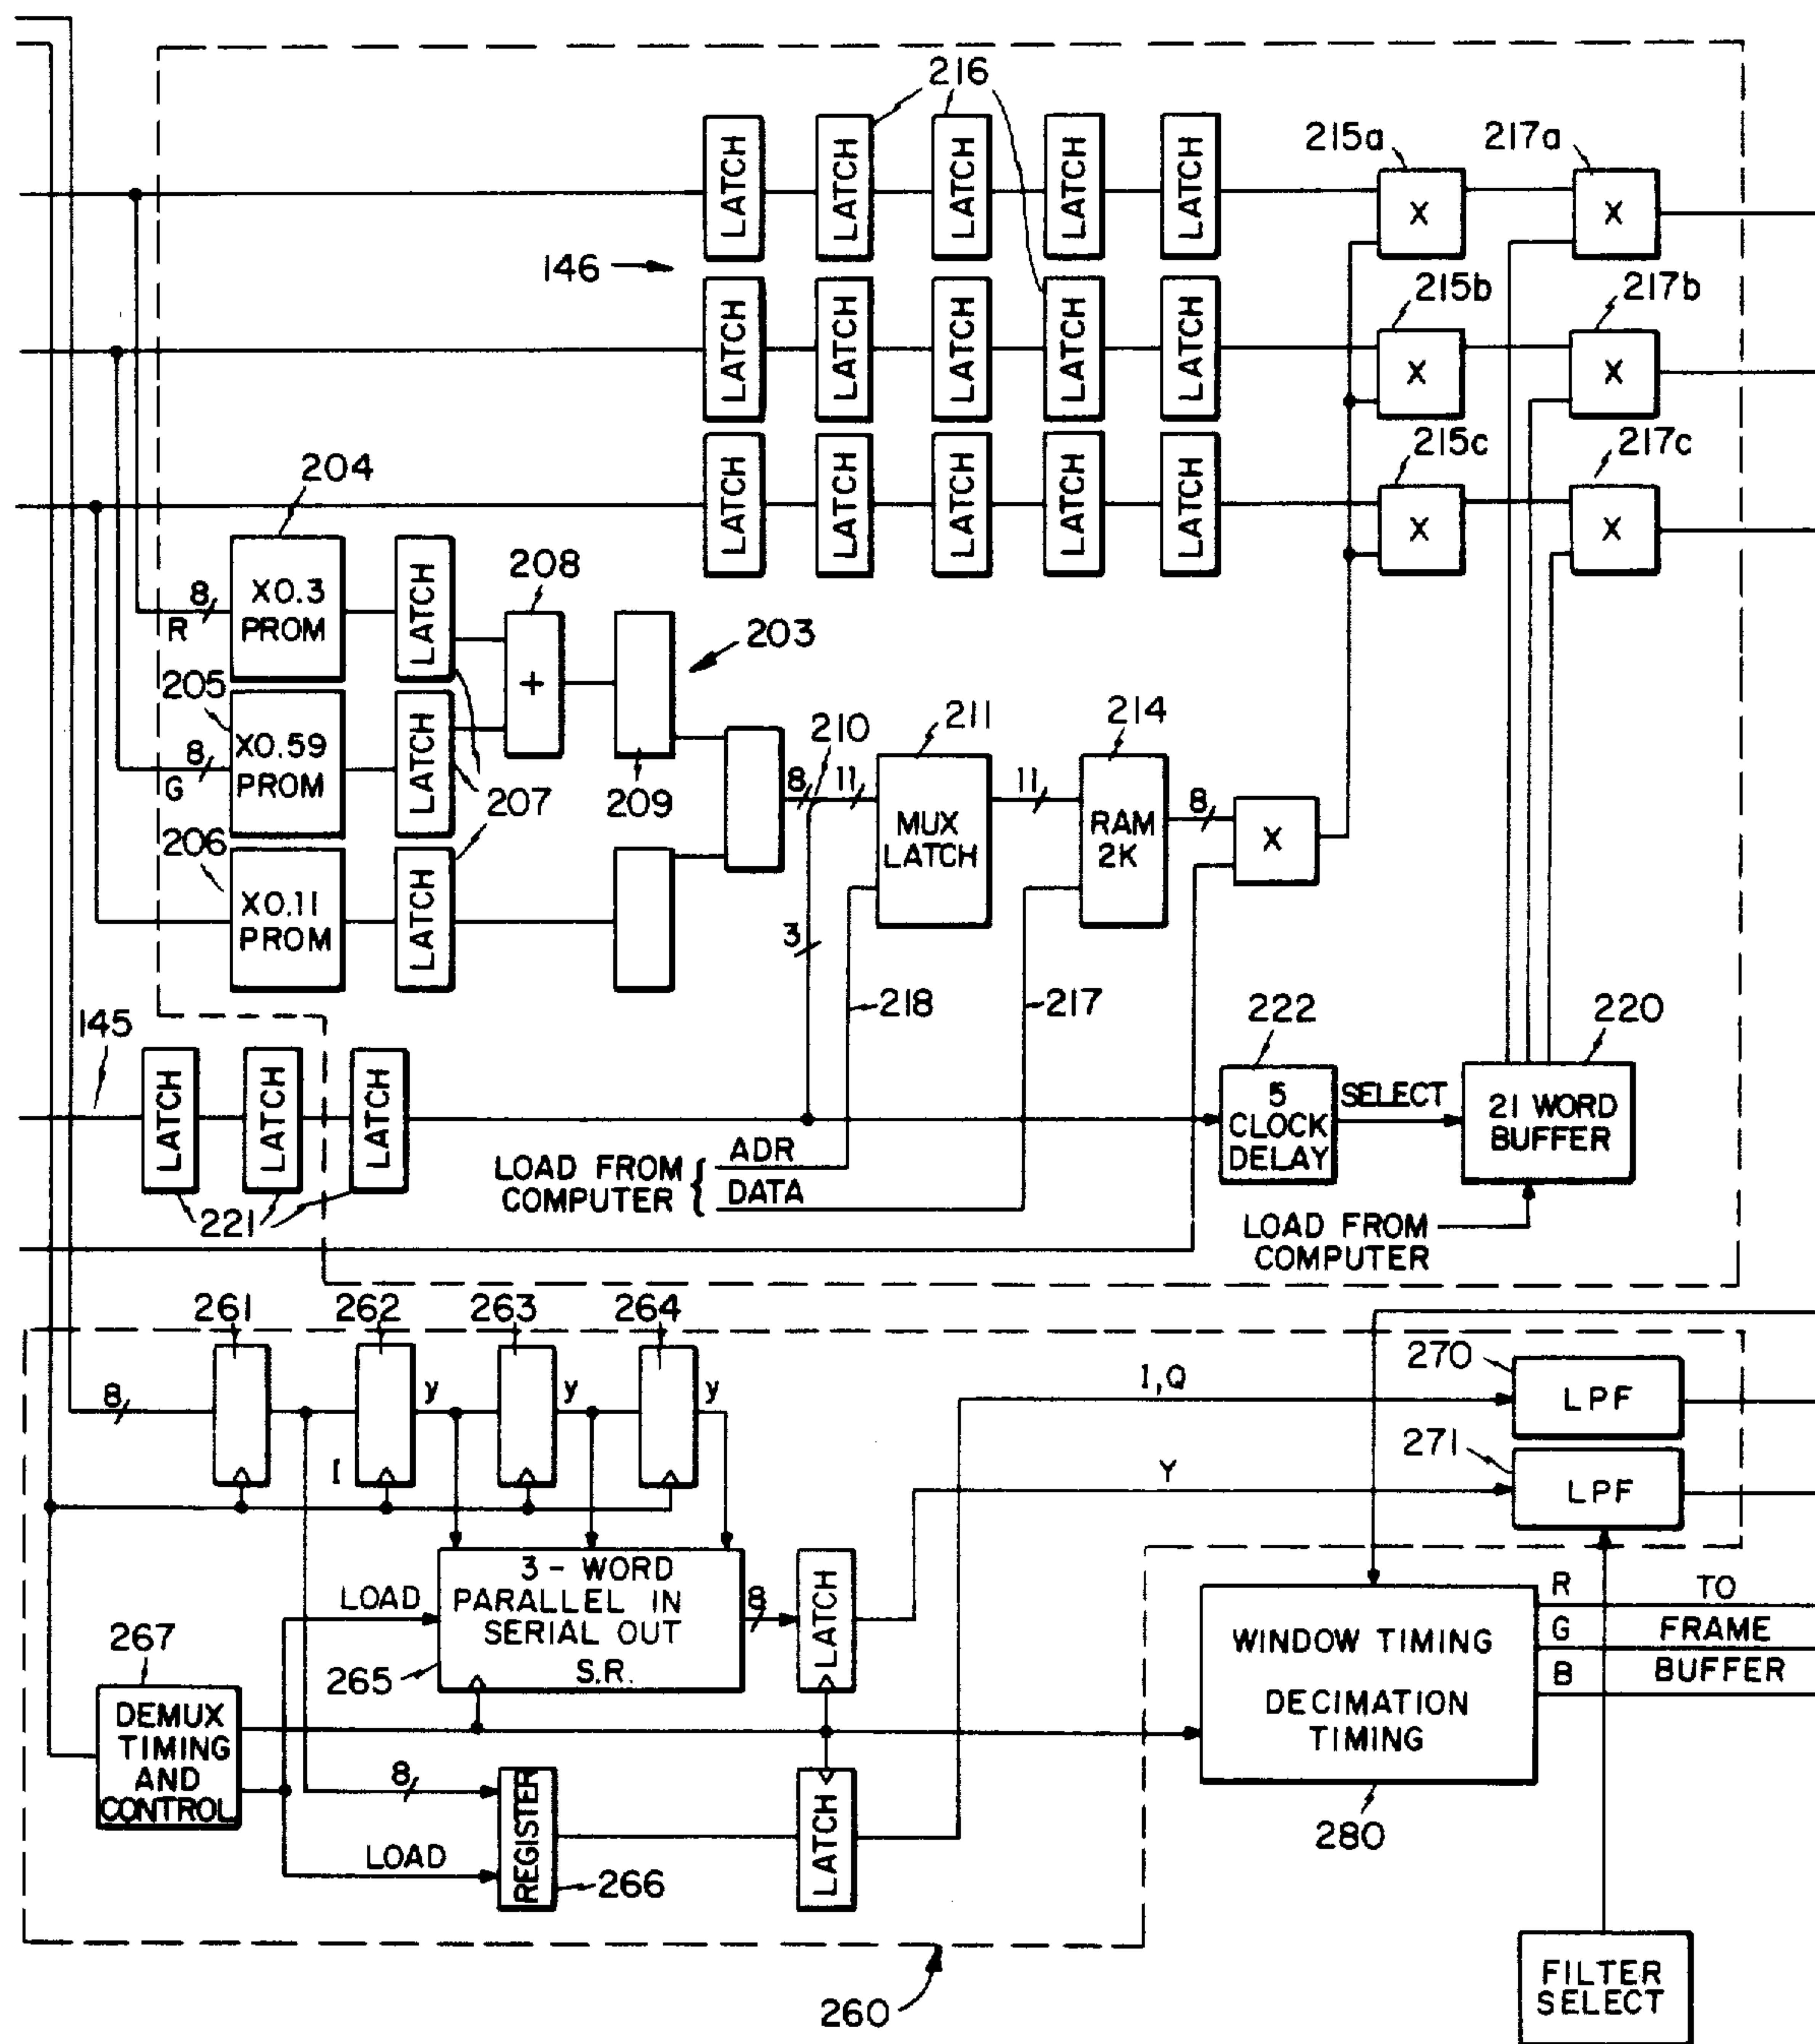 216
LATCH LATCH LATCH LATCH LATCH
215a 217a
X X
146
LATCH LATCH LATCH LATCH LATCH
215b 217b
X X
LATCH LATCH LATCH LATCH LATCH
215c 217c
X X
204
8
R
X0.3
PROM
LATCH
208
+
203
205
8
G
X0.59
PROM
LATCH
207
209
206
X0.11
PROM
LATCH
210
8
11
3
211
MUX
LATCH
11
214
RAM
2K
8
X
218
217
145
LATCH LATCH LATCH
221
LOAD FROM
COMPUTER
{
ADR
DATA
222
5
CLOCK
DELAY
SELECT
220
21 WORD
BUFFER
LOAD FROM
COMPUTER
261 262 263 264
8
y y y
I
3 - WORD
PARALLEL IN
SERIAL OUT
S.R.
265
LOAD
8
LATCH
267
DEMUX
TIMING
AND
CONTROL
8
LOAD
REGISTER
266
LATCH
I,Q
Y
270
LPF
271
LPF
WINDOW TIMING
DECIMATION
TIMING
280
R TO
G FRAME
B BUFFER
260
FILTER
SELECT